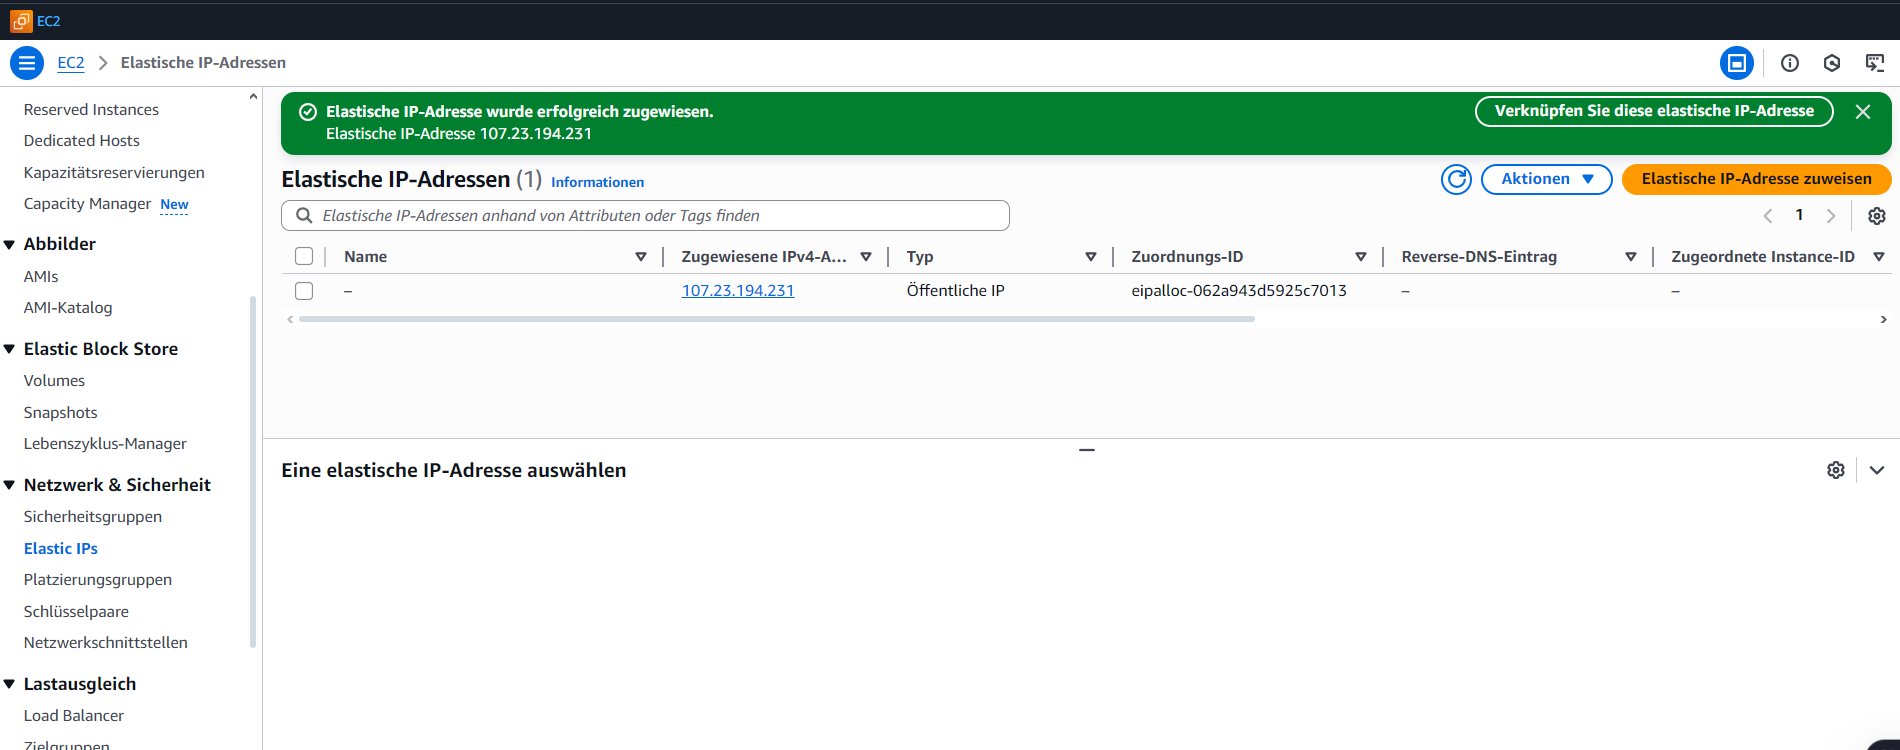 EC2
EC2 Elastische IP-Adressen
Reserved Instances
Dedicated Hosts
Kapazitätsreservierungen
Capacity Manager New
Abbilder
AMIs
AMI-Katalog
Elastic Block Store
Volumes
Snapshots
Lebenszyklus-Manager
Netzwerk & Sicherheit
Sicherheitsgruppen
Elastic IPs
Platzierungsgruppen
Schlüsselpaare
Netzwerkschnittstellen
Lastausgleich
Load Balancer
Zielgruppen
Elastische IP-Adresse wurde erfolgreich zugewiesen.
Elastische IP-Adresse 107.23.194.231
Verknüpfen Sie diese elastische IP-Adresse
Elastische IP-Adressen (1) Informationen
Aktionen
Elastische IP-Adresse zuweisen
Elastische IP-Adressen anhand von Attributen oder Tags finden
1
Name Zugewiesene IPv4-A... Typ Zuordnungs-ID Reverse-DNS-Eintrag Zugeordnete Instance-ID
– 107.23.194.231 Öffentliche IP eipalloc-062a943d5925c7013 – –
Eine elastische IP-Adresse auswählen